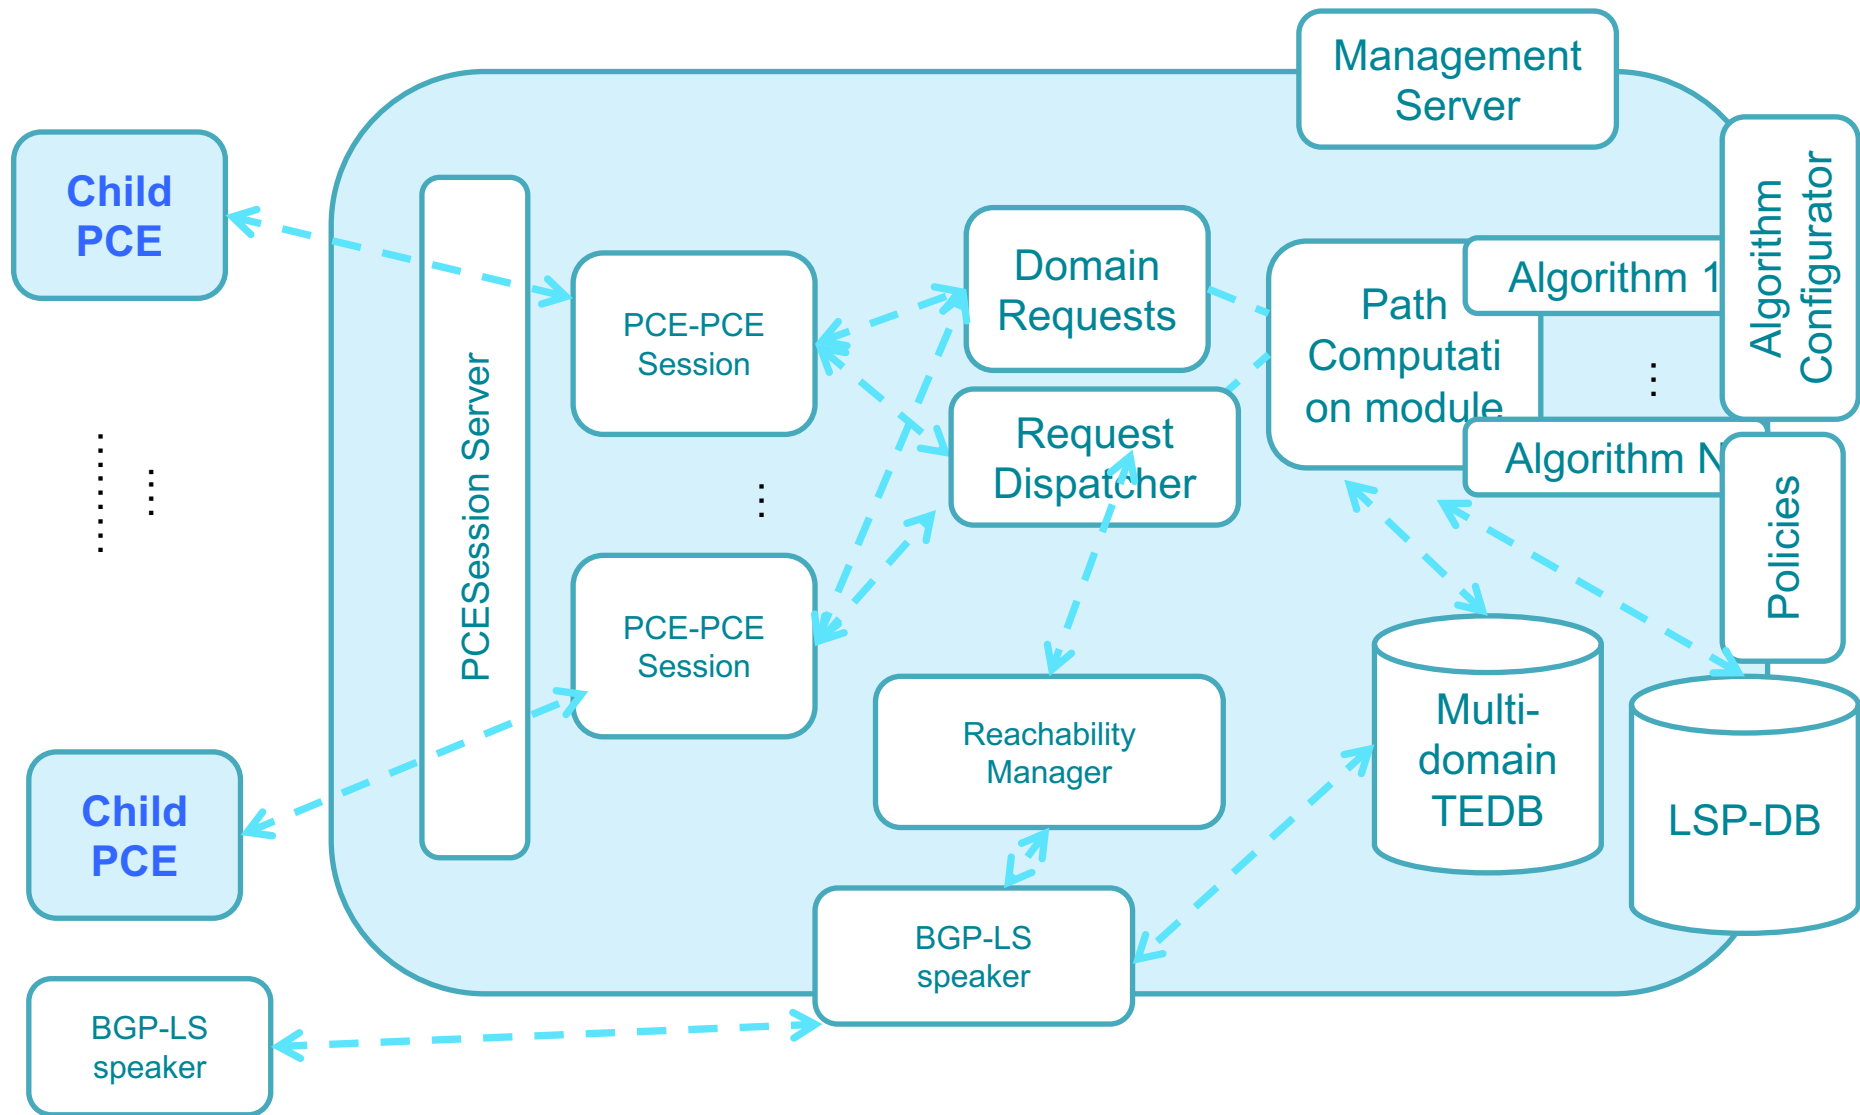 Management
Server
Child
PCE
PCESession Server
PCE-PCE
Session
⋮
PCE-PCE
Session
Domain
Requests
Request
Dispatcher
Path
Computati
on module
Algorithm 1
⋮
Algorithm N
Algorithm
Configurator
Policies
Reachability
Manager
Multi-
domain
TEDB
LSP-DB
Child
PCE
BGP-LS
speaker
BGP-LS
speaker